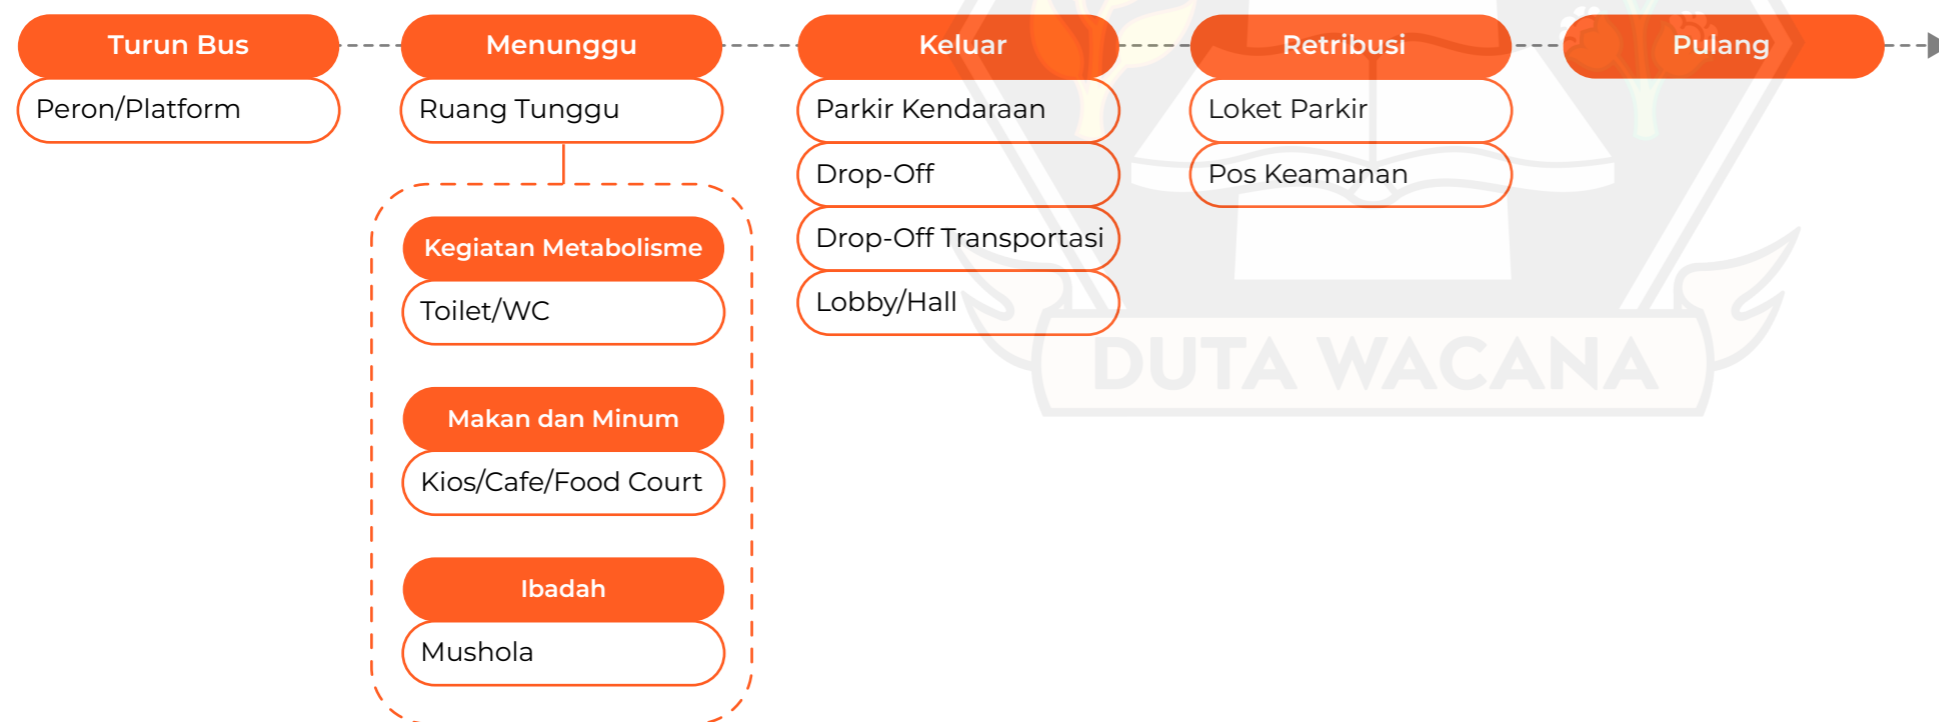 Turun Bus
Peron/Platform
Menunggu
Ruang Tunggu
Kegiatan Metabolisme
Toilet/WC
Makan dan Minum
Kios/Cafe/Food Court
Ibadah
Mushola
Keluar
Parkir Kendaraan
Drop-Off
Drop-Off Transportasi
Lobby/Hall
Retribusi
Loket Parkir
Pos Keamanan
Pulang
DUTA WACANA